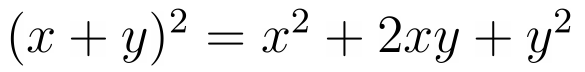 (x + y)² = x² + 2xy + y²